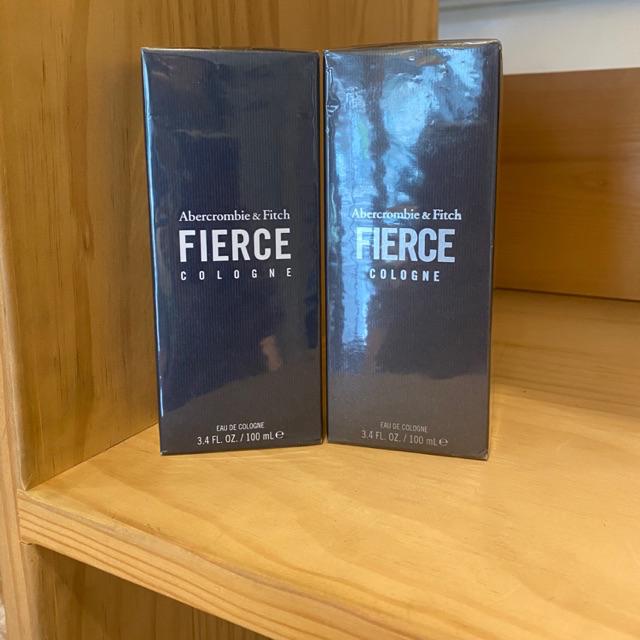 Abercrombie & Fitch
FIERCE
COLOGNE
EAU DE COLOGNE
3.4 FL. OZ. / 100 mL℮
Abercrombie & Fitch
FIERCE
COLOGNE
EAU DE COLOGNE
3.4 FL. OZ. / 100 mL℮